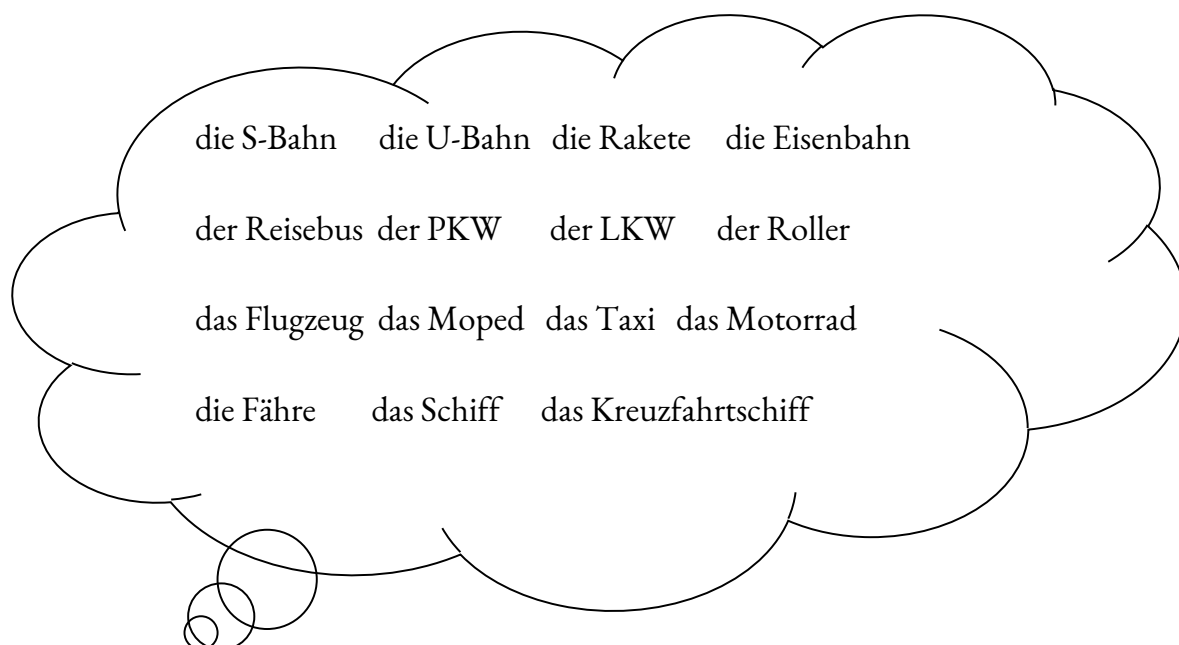 die S-Bahn die U-Bahn die Rakete die Eisenbahn
der Reisebus der PKW der LKW der Roller
das Flugzeug das Moped das Taxi das Motorrad
die Fähre das Schiff das Kreuzfahrtschiff